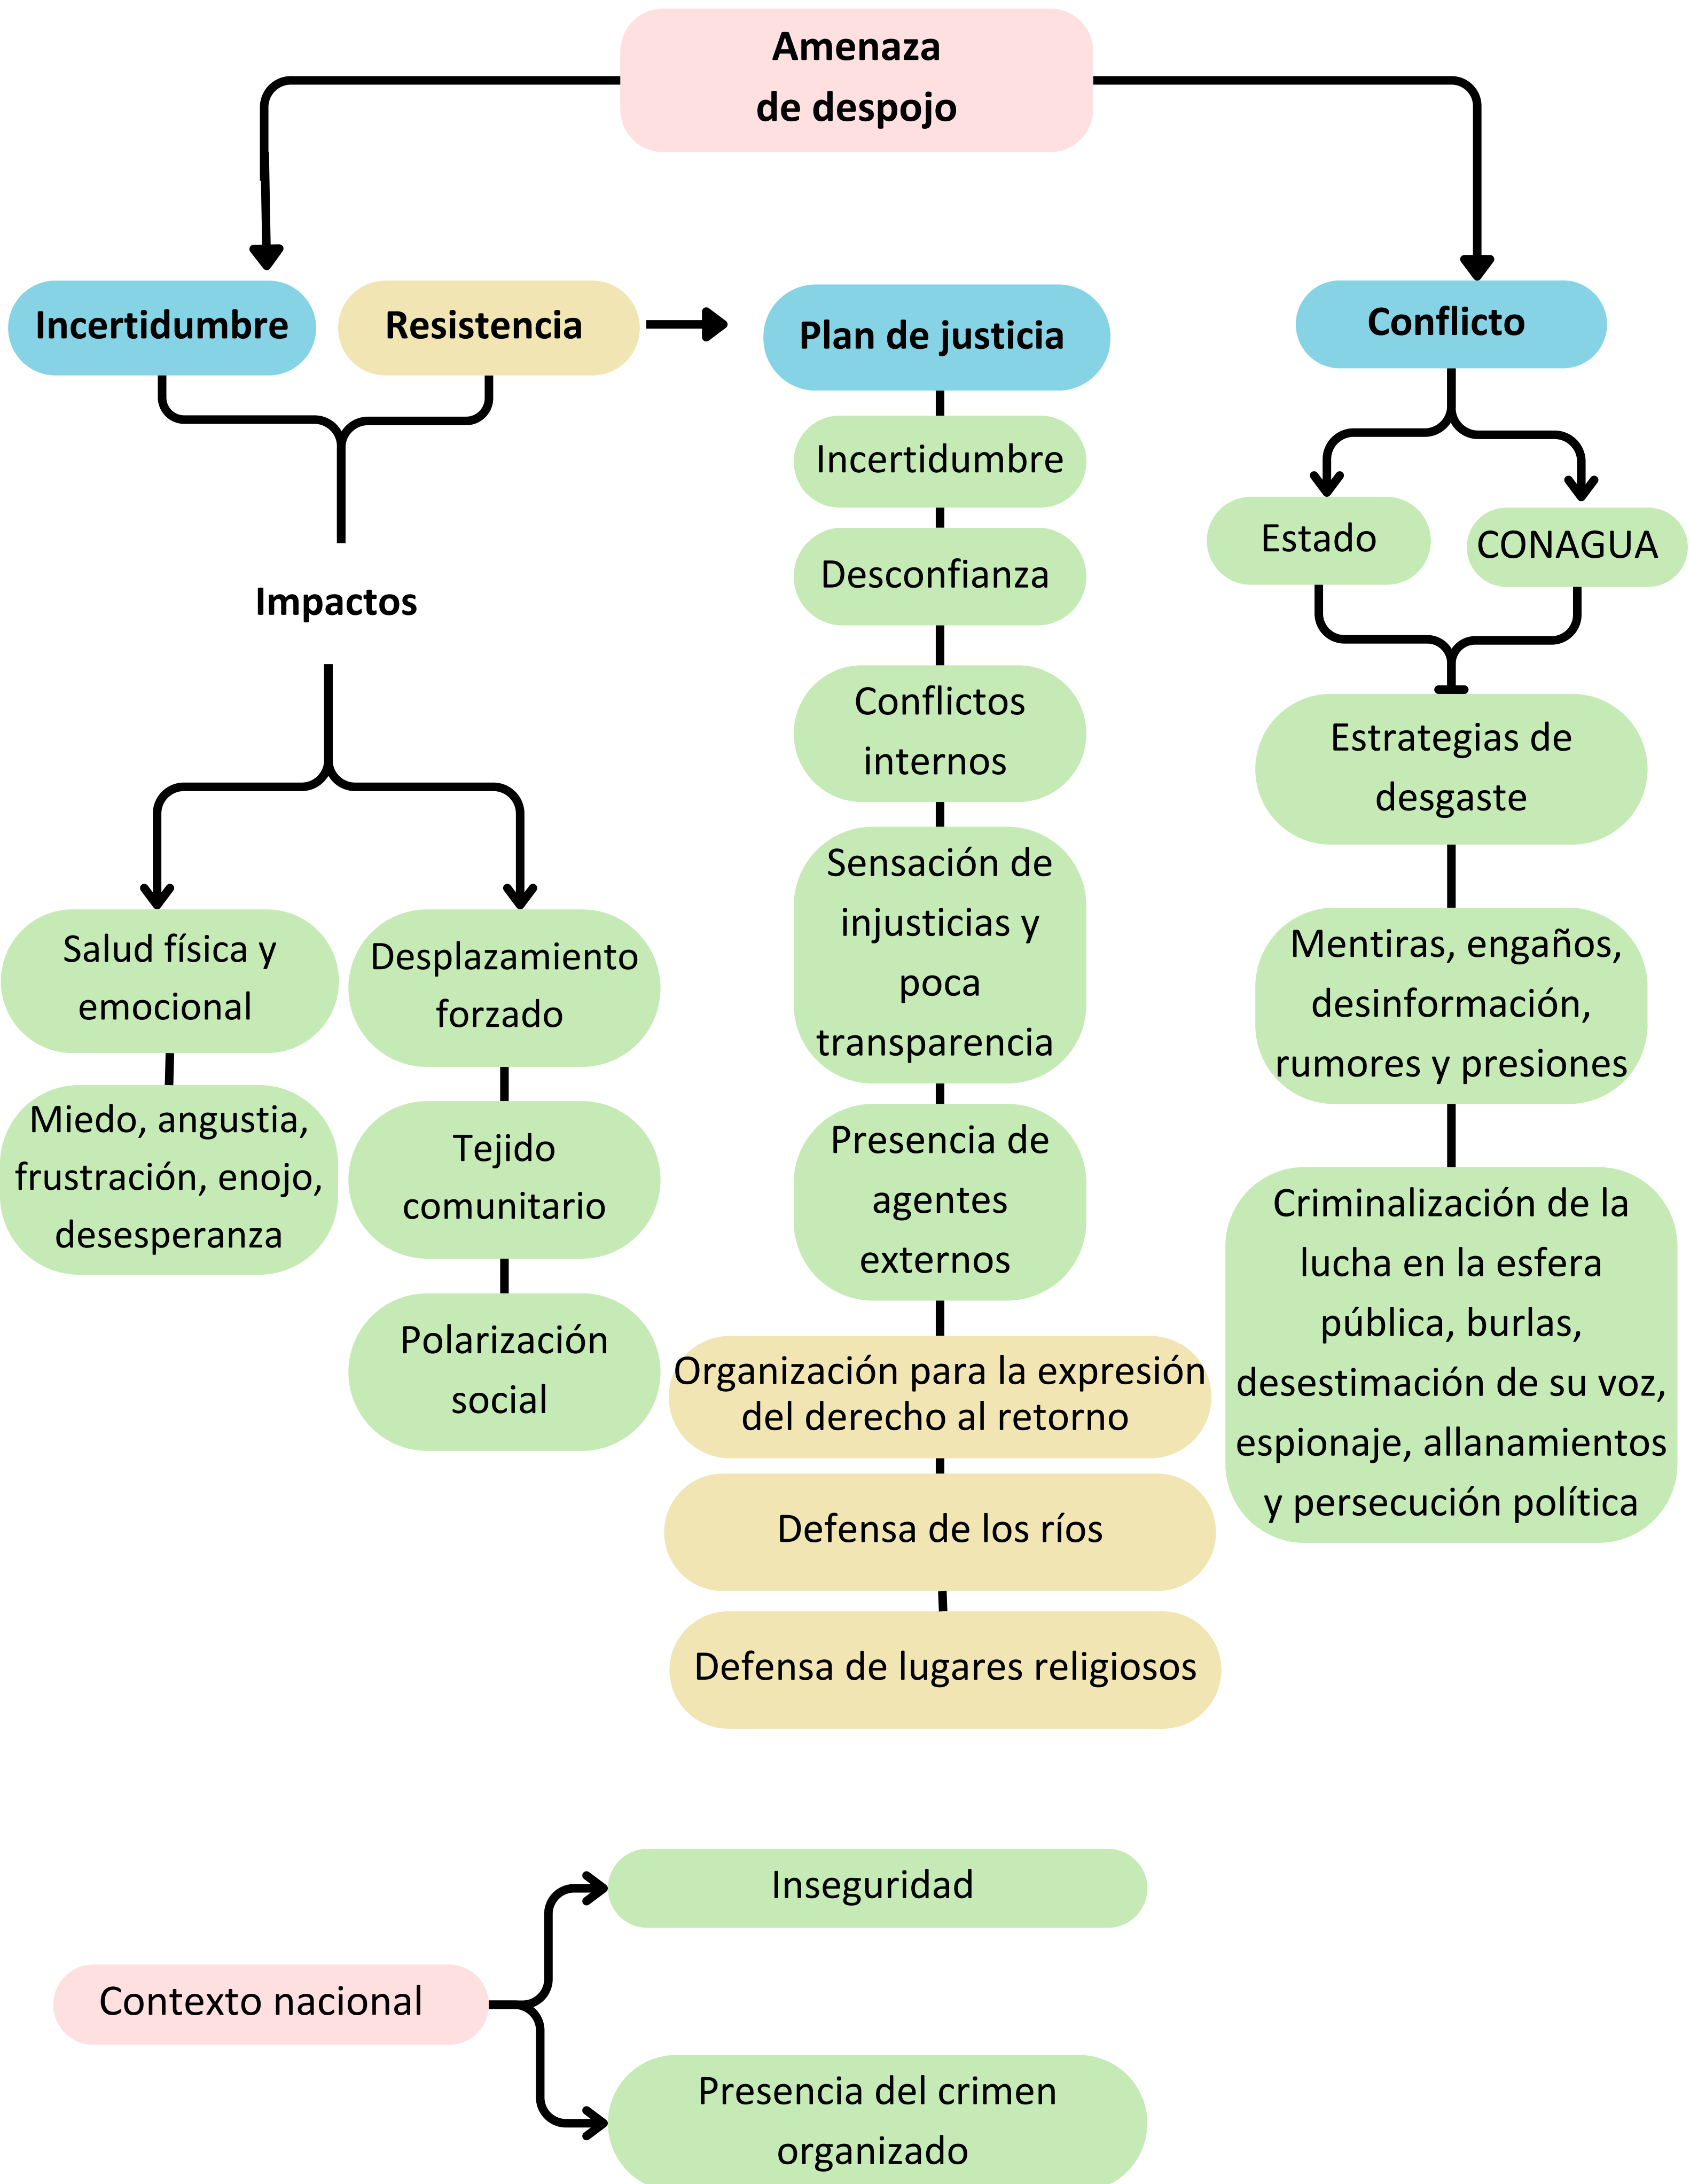 Amenaza
de despojo
Incertidumbre
Resistencia
Plan de justicia
Conflicto
Impactos
Salud física y
emocional
Miedo, angustia,
frustración, enojo,
desesperanza
Desplazamiento
forzado
Tejido
comunitario
Polarización
social
Incertidumbre
Desconfianza
Conflictos
internos
Sensación de
injusticias y
poca
transparencia
Presencia de
agentes
externos
Organización para la expresión
del derecho al retorno
Defensa de los ríos
Defensa de lugares religiosos
Estado
CONAGUA
Estrategias de
desgaste
Mentiras, engaños,
desinformación,
rumores y presiones
Criminalización de la
lucha en la esfera
pública, burlas,
desestimación de su voz,
espionaje, allanamientos
y persecución política
Contexto nacional
Inseguridad
Presencia del crimen
organizado